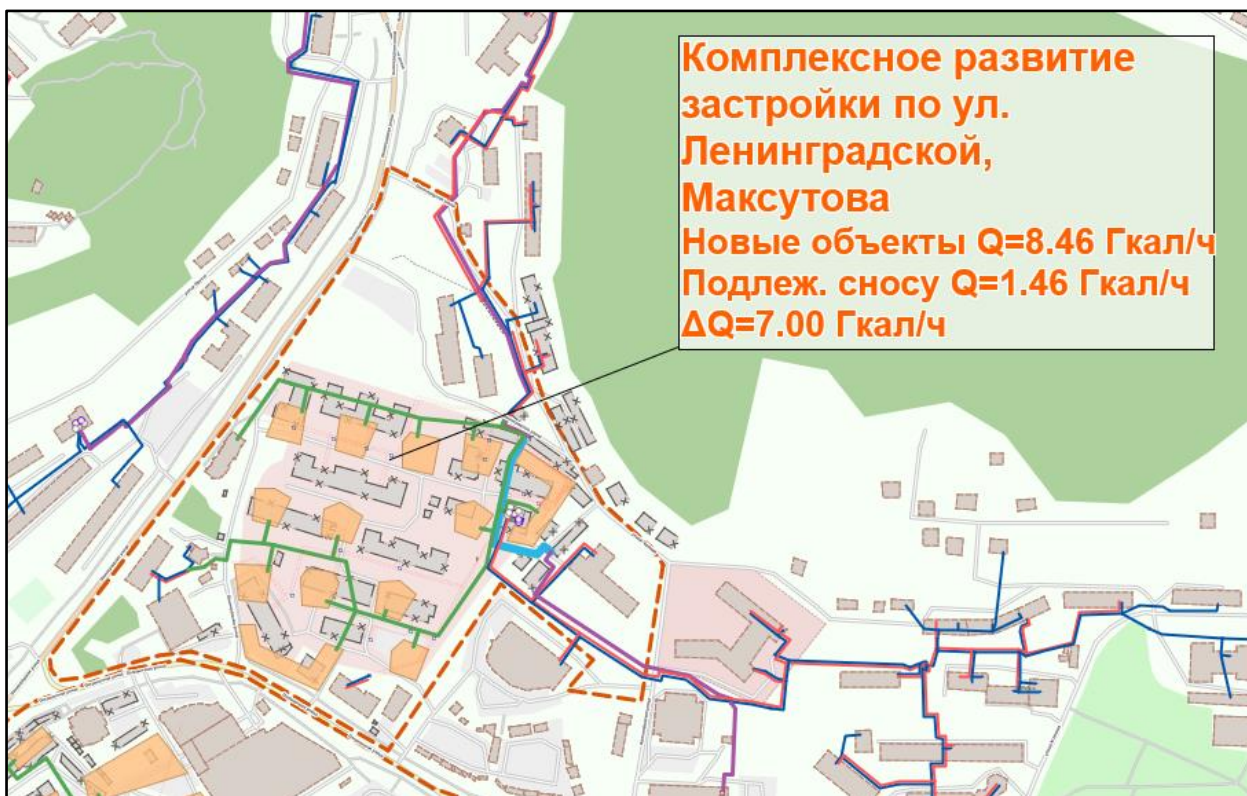 Комплексное развитие
застройки по ул.
Ленинградской,
Максутова
Новые объекты Q=8.46 Гкал/ч
Подлеж. сносу Q=1.46 Гкал/ч
ΔQ=7.00 Гкал/ч